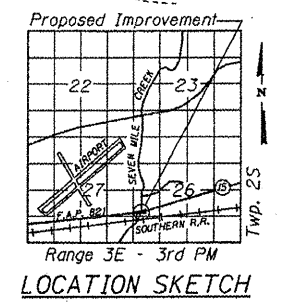 Proposed Improvement
22
23
SEVEN MILE CREEK
N
AIRPORT
27
26
15
F.A.P. 821
SOUTHERN R.R.
Twp. 2S
Range 3E - 3rd PM
LOCATION SKETCH